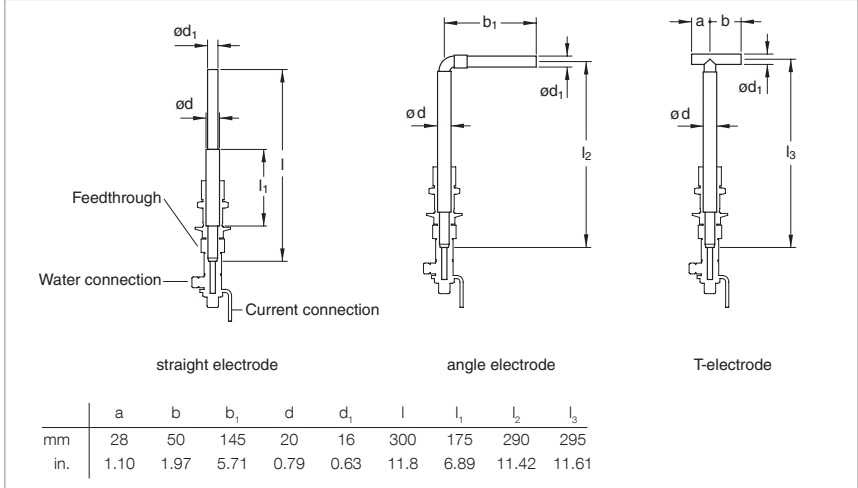 ød₁
ød
l₁
l
Feedthrough
Water connection
Current connection
straight electrode
b₁
ød₁
ø d
l₂
angle electrode
a b
ød₁
ø d
l₃
T-electrode
a b b₁ d d₁ l l₁ l₂ l₃
mm 28 50 145 20 16 300 175 290 295
in. 1.10 1.97 5.71 0.79 0.63 11.8 6.89 11.42 11.61